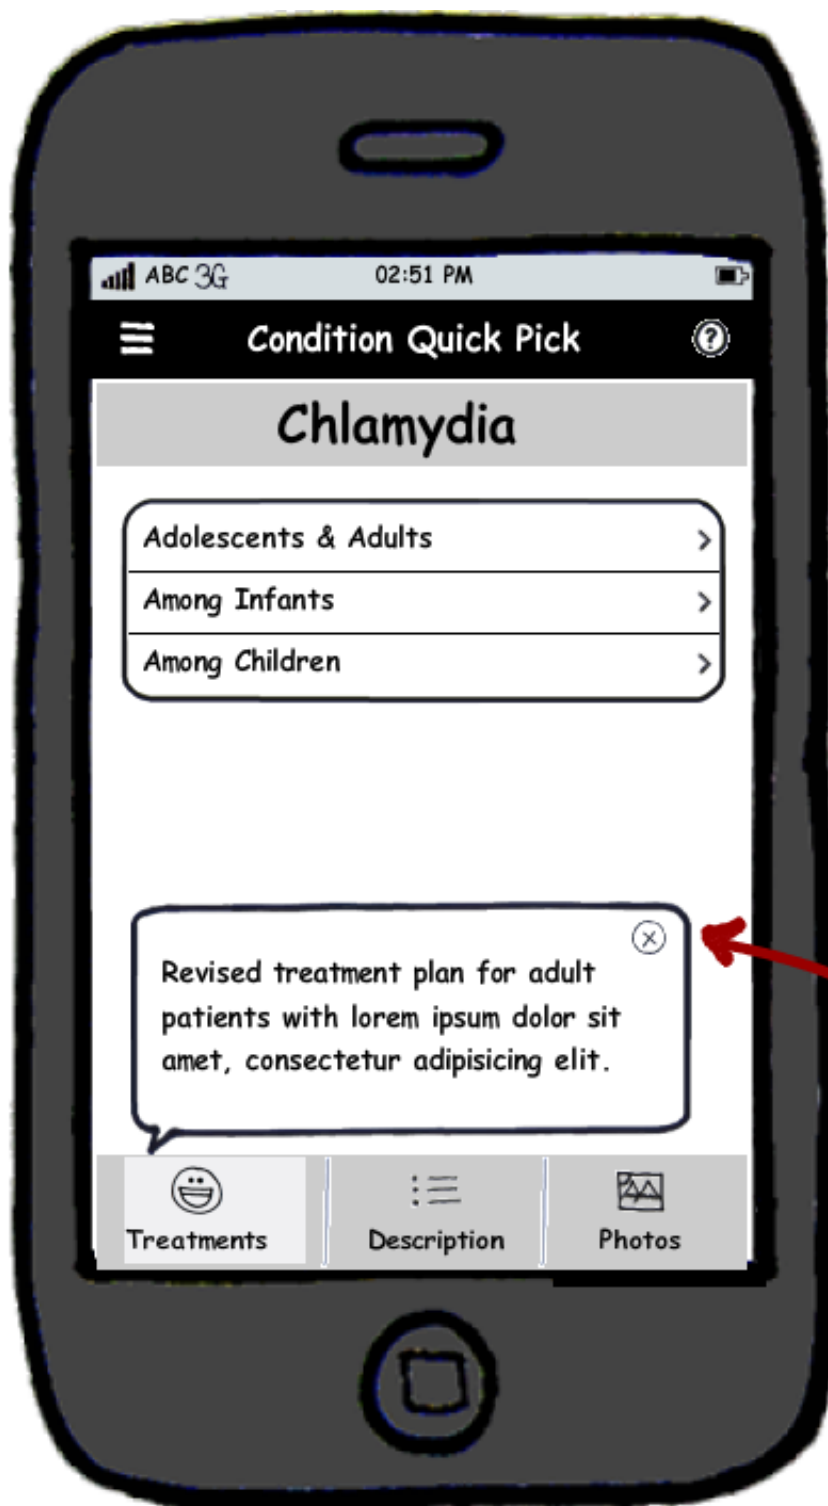 ABC 3G 02:51 PM
Condition Quick Pick ?
Chlamydia
Adolescents & Adults
Among Infants
Among Children
Revised treatment plan for adult
patients with lorem ipsum dolor sit
amet, consectetur adipisicing elit.
Treatments Description Photos